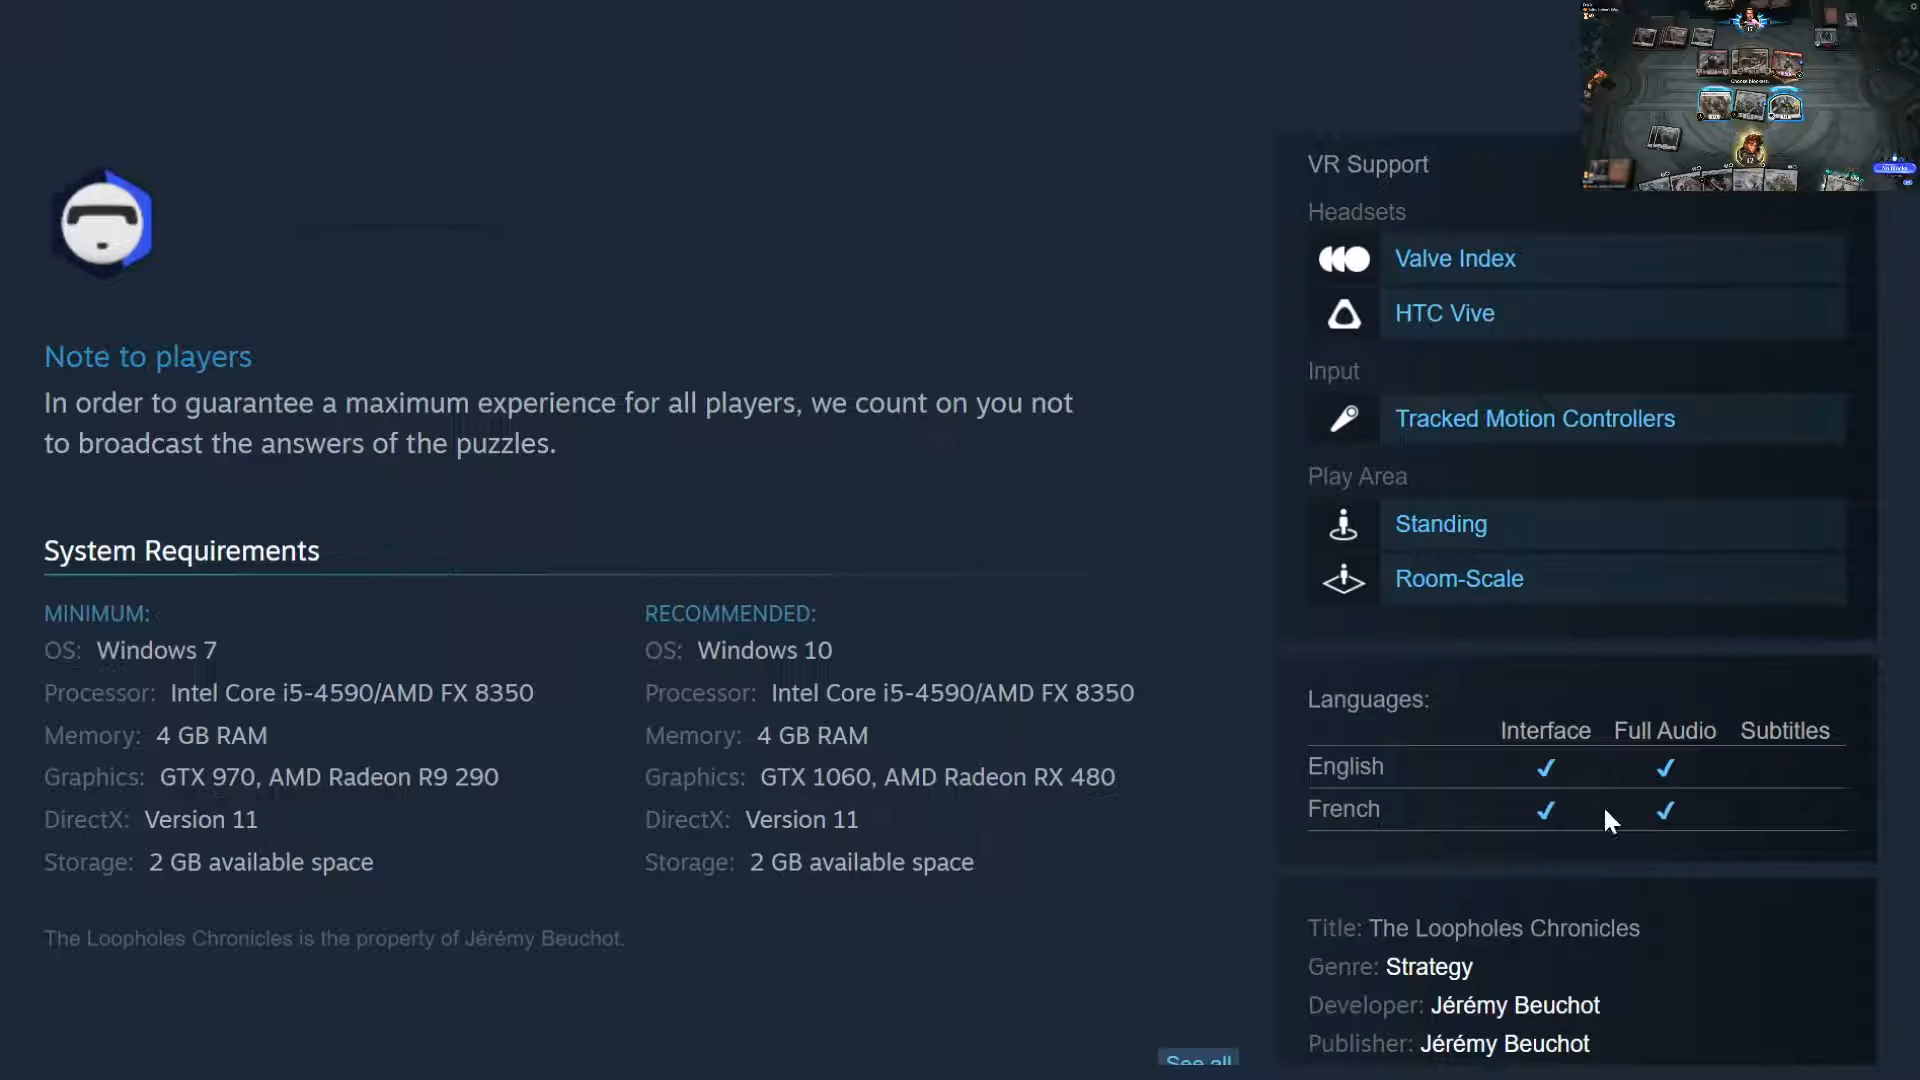 VR Support
Headsets
Valve Index
HTC Vive
Input
Tracked Motion Controllers
Play Area
Standing
Room-Scale
Note to players
In order to guarantee a maximum experience for all players, we count on you not
to broadcast the answers of the puzzles.
System Requirements
MINIMUM:
OS: Windows 7
Processor: Intel Core i5-4590/AMD FX 8350
Memory: 4 GB RAM
Graphics: GTX 970, AMD Radeon R9 290
DirectX: Version 11
Storage: 2 GB available space
RECOMMENDED:
OS: Windows 10
Processor: Intel Core i5-4590/AMD FX 8350
Memory: 4 GB RAM
Graphics: GTX 1060, AMD Radeon RX 480
DirectX: Version 11
Storage: 2 GB available space
The Loopholes Chronicles is the property of Jérémy Beuchot.
See all
Languages:
Interface Full Audio Subtitles
English ✓ ✓
French ✓ ✓
Title: The Loopholes Chronicles
Genre: Strategy
Developer: Jérémy Beuchot
Publisher: Jérémy Beuchot
Choose blockers.
No Blocks